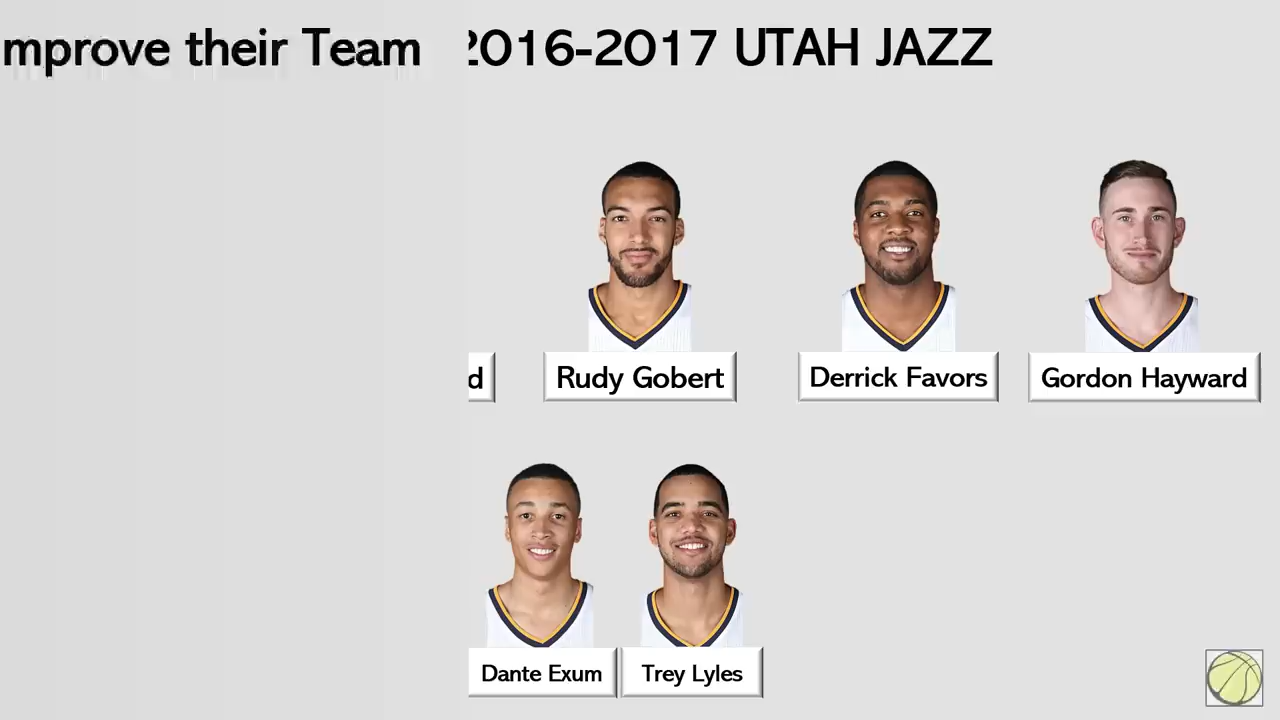 mprove their Team
2016-2017 UTAH JAZZ
d
Rudy Gobert
Derrick Favors
Gordon Hayward
Dante Exum
Trey Lyles